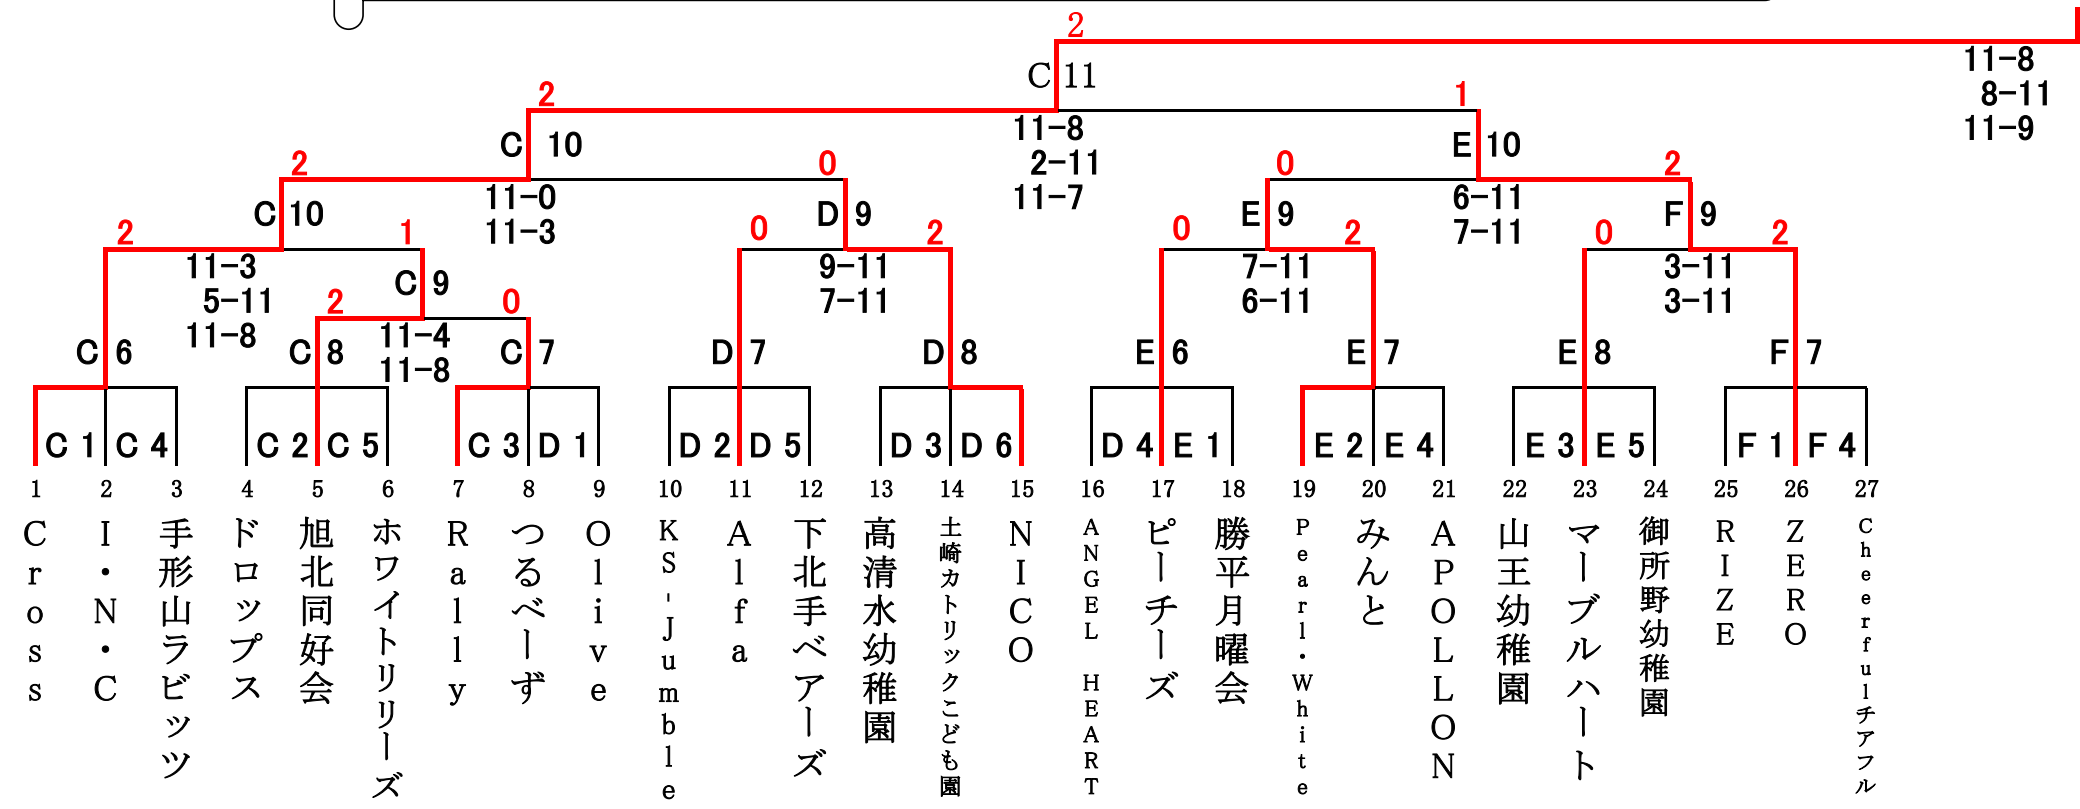 2
11-8
C 11
8-11
2
1
11-8
11-9
C 10
E 10
2
0
2-11
0
2
11-0
11-7
6-11
C 10
11-3
D 9
E 9
7-11
F 9
2
1
0
2
0
2
0
2
11-3
9-11
7-11
3-11
C 9
5-11
7-11
6-11
3-11
2
0
11-8
11-4
C 6
C 8
C 7
D 7
D 8
E 6
E 7
E 8
F 7
11-8
C 1 C 4 C 2 C 5 C 3 D 1 D 2 D 5 D 3 D 6 D 4 E 1 E 2 E 4 E 3 E 5 F 1 F 4
1 2 3 4 5 6 7 8 9 10 11 12 13 14 15 16 17 18 19 20 21 22 23 24 25 26 27
Cross
I・N・C
手形山ラビッツ
ドロップス
旭北同好会
ホワイトリリーズ
Rally
つるべーず
Olive
KS-Jumble
Alfa
下北手ベアーズ
高清水幼稚園
土崎カトリックこども園
NICO
ANGEL HEART
ピーチーズ
勝平月曜会
Pearl・White
みんと
APOLLON
山王幼稚園
マーブルハート
御所野幼稚園
RIZE
ZERO
Cheerfulチアフル